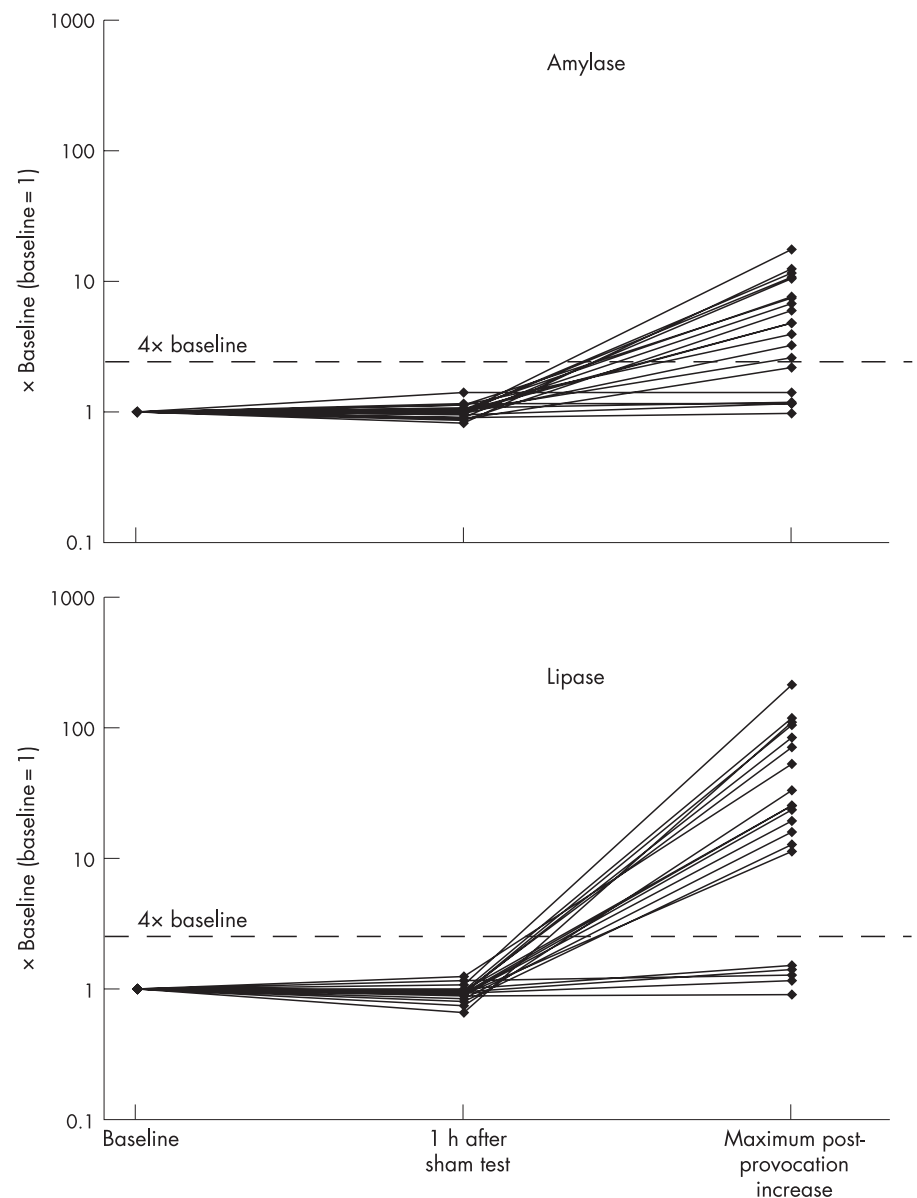 1000
Amylase
100
× Baseline (baseline = 1)
10
4× baseline
1
0.1
1000
Lipase
100
× Baseline (baseline = 1)
10
4× baseline
1
0.1
Baseline
1 h after
sham test
Maximum post-
provocation
increase